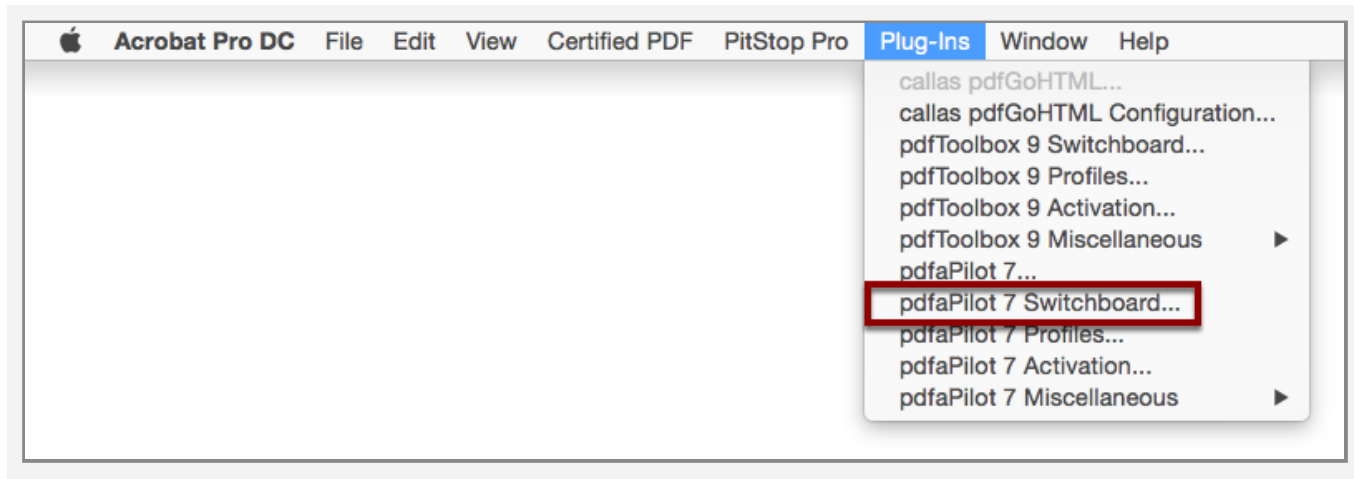 Acrobat Pro DC File Edit View Certified PDF PitStop Pro Plug-Ins Window Help
callas pdfGoHTML...
callas pdfGoHTML Configuration...
pdfToolbox 9 Switchboard...
pdfToolbox 9 Profiles...
pdfToolbox 9 Activation...
pdfToolbox 9 Miscellaneous
pdfaPilot 7...
pdfaPilot 7 Switchboard...
pdfaPilot 7 Profiles...
pdfaPilot 7 Activation...
pdfaPilot 7 Miscellaneous